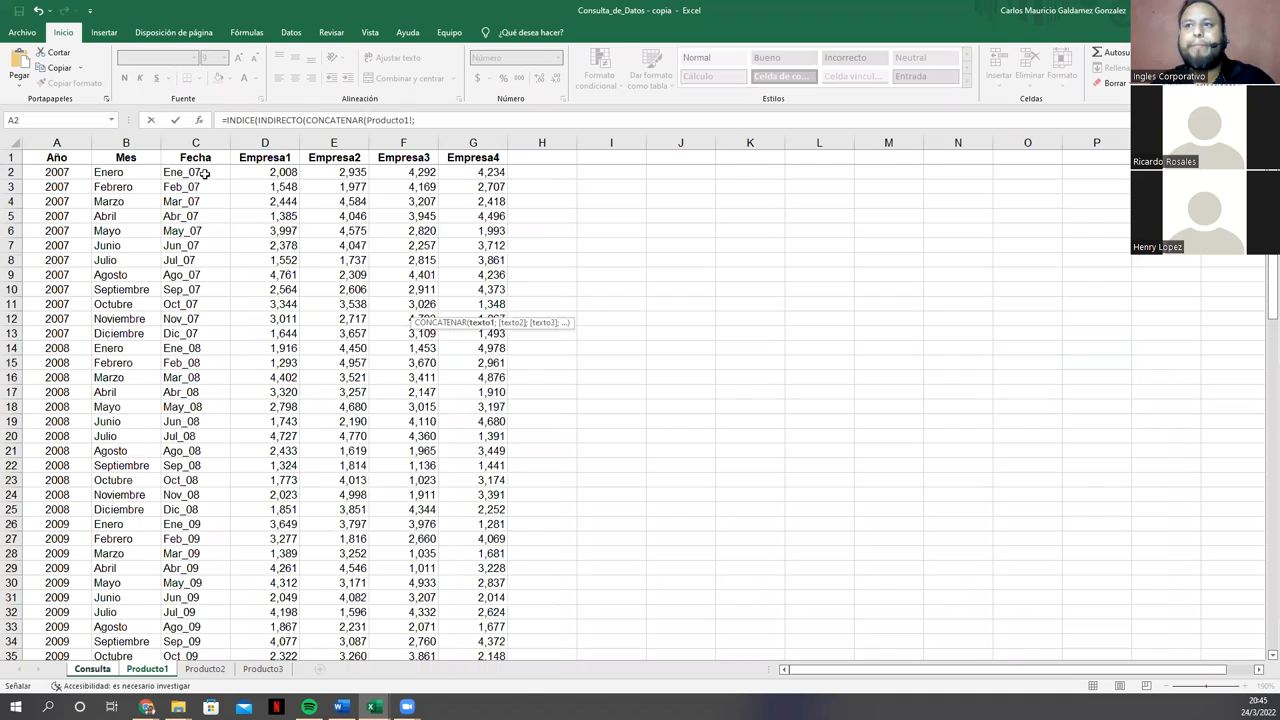 Consulta_de_Datos - copia - Excel
Carlos Mauricio Galdamez Gonzalez
Archivo Inicio Insertar Disposición de página Fórmulas Datos Revisar Vista Ayuda Equipo ¿Qué desea hacer?
Pegar
Cortar
Copiar
Copiar formato
Portapapeles
N K S
Fuente
Ajustar texto
Combinar y centrar
Alineación
Número
$ % 000
Número
Formato condicional
Dar formato como tabla
Normal Bueno Incorrecto Neutral
Cálculo Celda de co... Celda vincul... Entrada
Estilos
Insertar Eliminar Formato
Celdas
Autosu
Rellena
Borrar
Ingles Corporativo
Ricardo Rosales
Henry Lopez
A2 =INDICE(INDIRECTO(CONCATENAR(Producto1!;
A B C D E F G H I J K L M N O P
1 Año Mes Fecha Empresa1 Empresa2 Empresa3 Empresa4
2 2007 Enero Ene_07 2,008 2,935 4,292 4,234
3 2007 Febrero Feb_07 1,548 1,977 4,169 2,707
4 2007 Marzo Mar_07 2,444 4,584 3,207 2,418
5 2007 Abril Abr_07 1,385 4,046 3,945 4,496
6 2007 Mayo May_07 3,997 4,575 2,820 1,993
7 2007 Junio Jun_07 2,378 4,047 2,257 3,712
8 2007 Julio Jul_07 1,552 1,737 2,815 3,861
9 2007 Agosto Ago_07 4,761 2,309 4,401 4,236
10 2007 Septiembre Sep_07 2,564 2,606 2,911 4,373
11 2007 Octubre Oct_07 3,344 3,538 3,026 1,348
12 2007 Noviembre Nov_07 3,011 2,717
CONCATENAR(texto1; [texto2]; [texto3]; ...)
13 2007 Diciembre Dic_07 1,644 3,657 3,109 1,493
14 2008 Enero Ene_08 1,916 4,450 1,453 4,978
15 2008 Febrero Feb_08 1,293 4,957 3,670 2,961
16 2008 Marzo Mar_08 4,402 3,521 3,411 4,876
17 2008 Abril Abr_08 3,320 3,257 2,147 1,910
18 2008 Mayo May_08 2,798 4,680 3,015 3,197
19 2008 Junio Jun_08 1,743 2,190 4,110 4,680
20 2008 Julio Jul_08 4,727 4,770 4,360 1,391
21 2008 Agosto Ago_08 2,433 1,619 1,965 3,449
22 2008 Septiembre Sep_08 1,324 1,814 1,136 1,441
23 2008 Octubre Oct_08 1,773 4,013 1,023 3,174
24 2008 Noviembre Nov_08 2,023 4,998 1,911 3,391
25 2008 Diciembre Dic_08 1,851 3,851 4,344 2,252
26 2009 Enero Ene_09 3,649 3,797 3,976 1,281
27 2009 Febrero Feb_09 3,277 1,816 2,660 4,069
28 2009 Marzo Mar_09 1,389 3,252 1,035 1,681
29 2009 Abril Abr_09 4,261 4,546 1,011 3,228
30 2009 Mayo May_09 4,312 3,171 4,933 2,837
31 2009 Junio Jun_09 2,049 4,082 3,207 2,014
32 2009 Julio Jul_09 4,198 1,596 4,332 2,624
33 2009 Agosto Ago_09 1,867 2,231 2,071 1,677
34 2009 Septiembre Sep_09 4,077 3,087 2,760 4,372
35 2009 Octubre Oct_09 2,322 3,260 3,861 2,148
Consulta Producto1 Producto2 Producto3
Señalar Accesibilidad: es necesario investigar
190%
20:45
24/3/2022